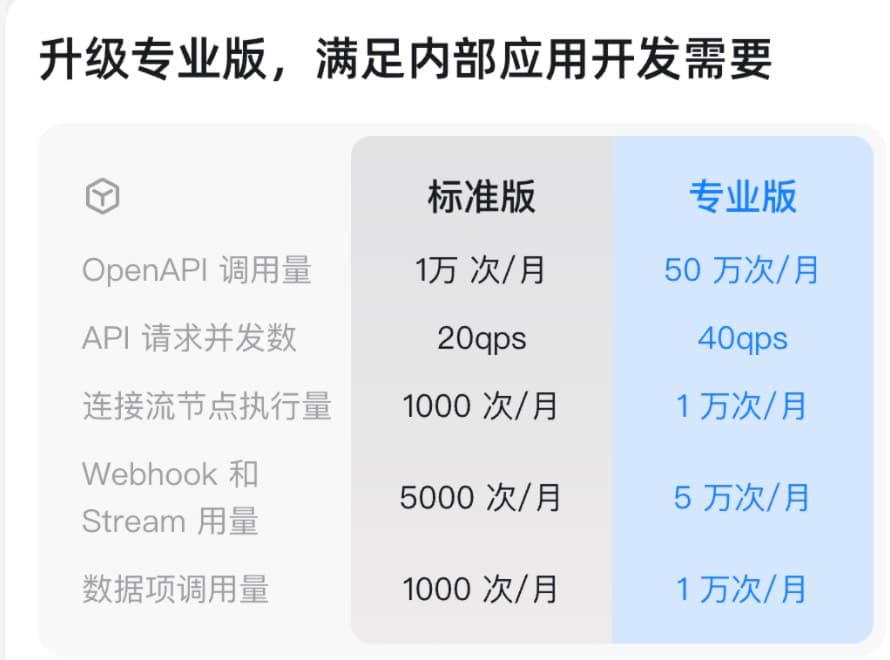 升级专业版，满足内部应用开发需要
标准版 专业版
OpenAPI 调用量 1万 次/月 50 万次/月
API 请求并发数 20qps 40qps
连接流节点执行量 1000 次/月 1 万次/月
Webhook 和
Stream 用量 5000 次/月 5 万次/月
数据项调用量 1000 次/月 1 万次/月